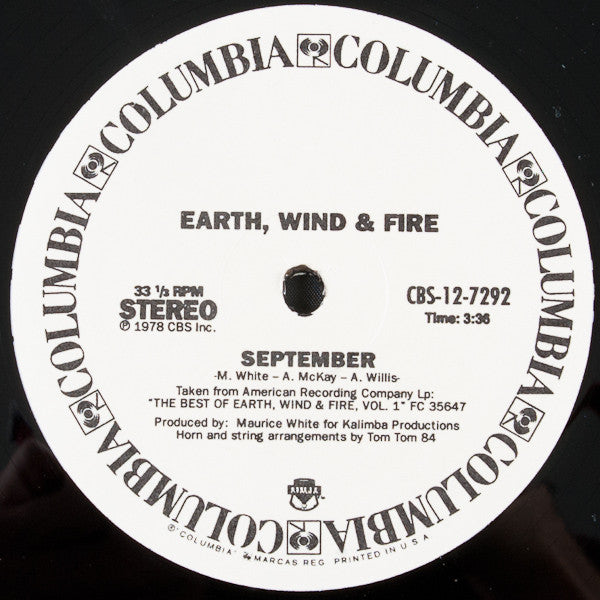 COLUMBIA COLUMBIA COLUMBIA COLUMBIA COLUMBIA COLUMBIA COLUMBIA COLUMBIA
EARTH, WIND & FIRE
33 ⅓ RPM
STEREO
℗ 1978 CBS Inc.
CBS-12-7292
Time: 3:36
SEPTEMBER
-M. White – A. McKay – A. Willis-
Taken from American Recording Company Lp:
"THE BEST OF EARTH, WIND & FIRE, VOL. 1" FC 35647
Produced by: Maurice White for Kalimba Productions
Horn and string arrangements by Tom Tom 84
® "COLUMBIA" MARCAS REG. PRINTED IN U S A